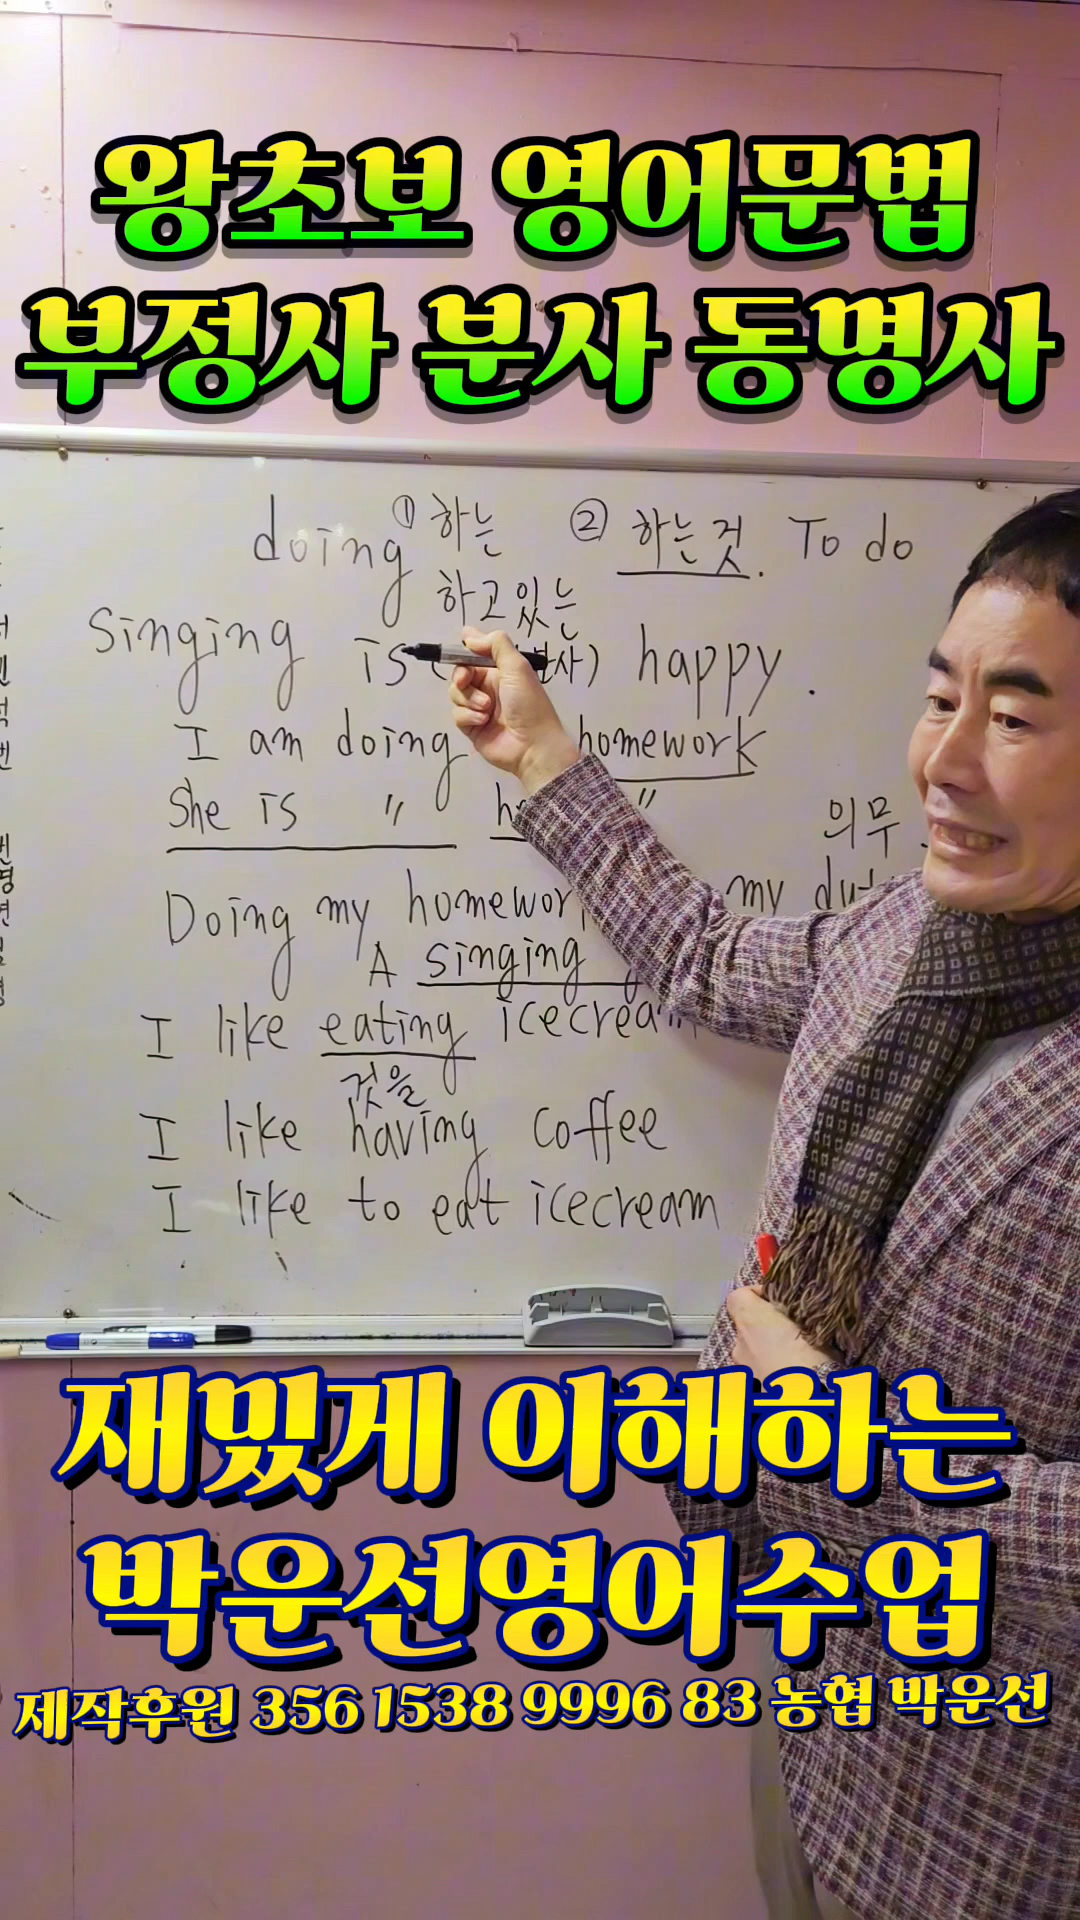 왕초보 영어문법
부정사 분사 동명사
doing ① 하는 ② 하는것. To do
하고있는
singing is happy.
I am doing homework
she is 〃 〃
의무.
Doing my my
A singing
I like eating icecream
것을
I like having coffee
I like to eat icecream
재밌게 이해하는
박운선영어수업
제작후원 356 1538 9996 83 농협 박운선